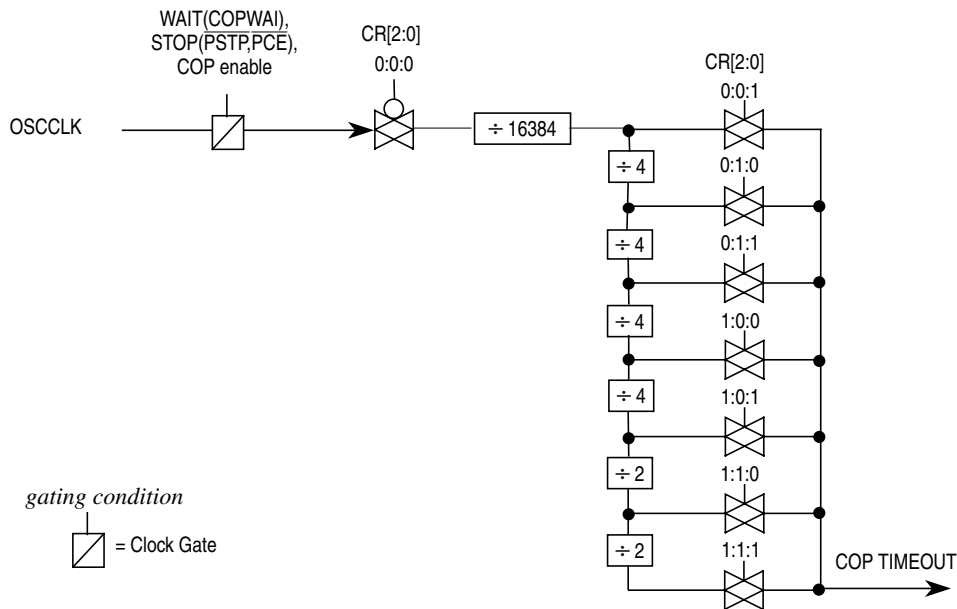 WAIT(COPWAI),
STOP(PSTP,PCE),
COP enable
CR[2:0]
0:0:0
CR[2:0]
0:0:1
OSCCLK
÷ 16384
÷ 4
0:1:0
÷ 4
0:1:1
÷ 4
1:0:0
÷ 4
1:0:1
÷ 2
1:1:0
÷ 2
1:1:1
COP TIMEOUT
gating condition
= Clock Gate